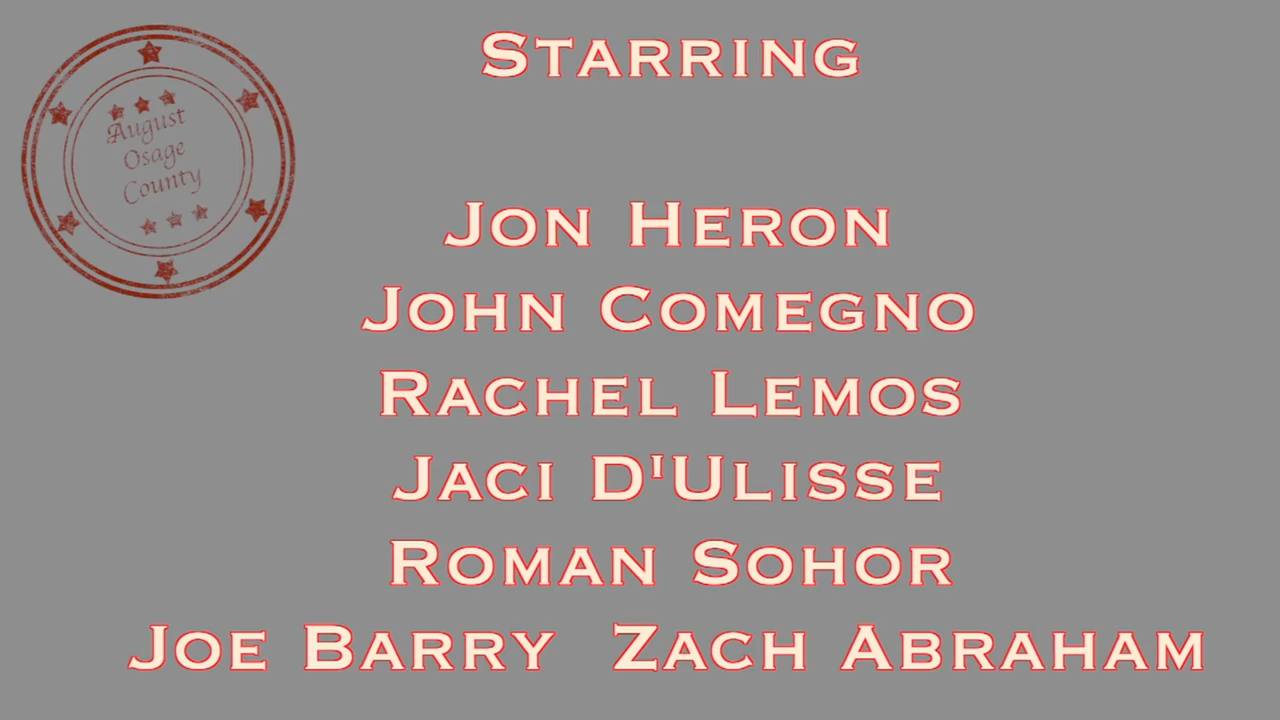 August
Osage
County
Starring
Jon Heron
John Comegno
Rachel Lemos
Jaci D'Ulisse
Roman Sohor
Joe Barry  Zach Abraham